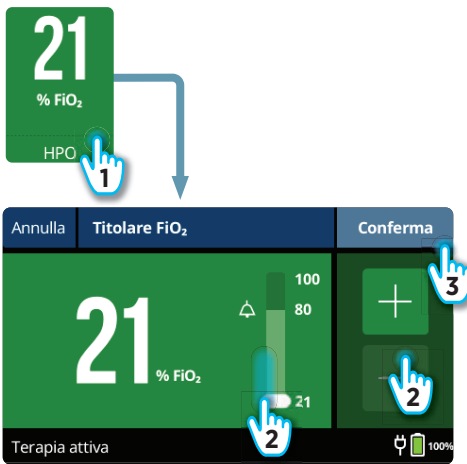 21
% FiO₂
HPO
1
Annulla Titolare FiO₂ Conferma
3
100
80
21 % FiO₂
21
2
2
Terapia attiva 100%